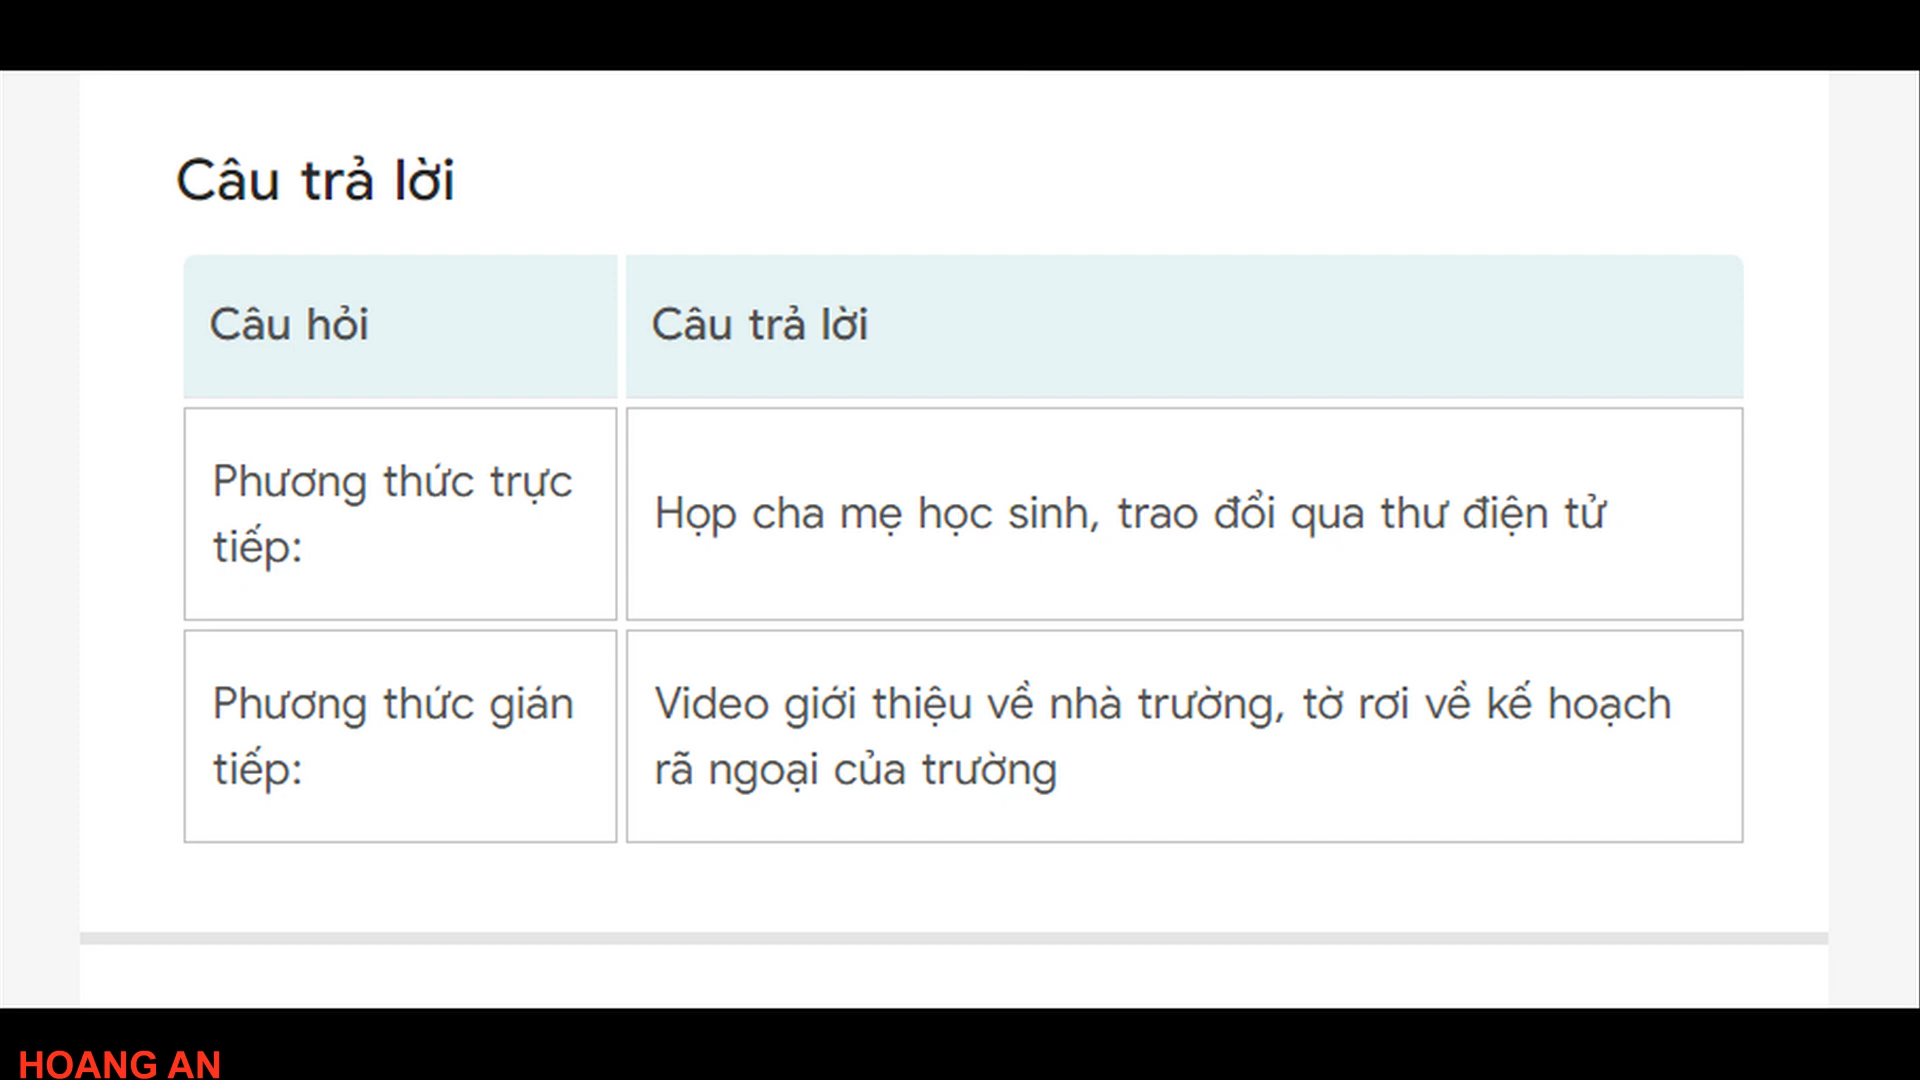 Câu trả lời
Câu hỏi
Câu trả lời
Phương thức trực
tiếp:
Họp cha mẹ học sinh, trao đổi qua thư điện tử
Phương thức gián
tiếp:
Video giới thiệu về nhà trường, tờ rơi về kế hoạch
rã ngoại của trường
HOANG AN